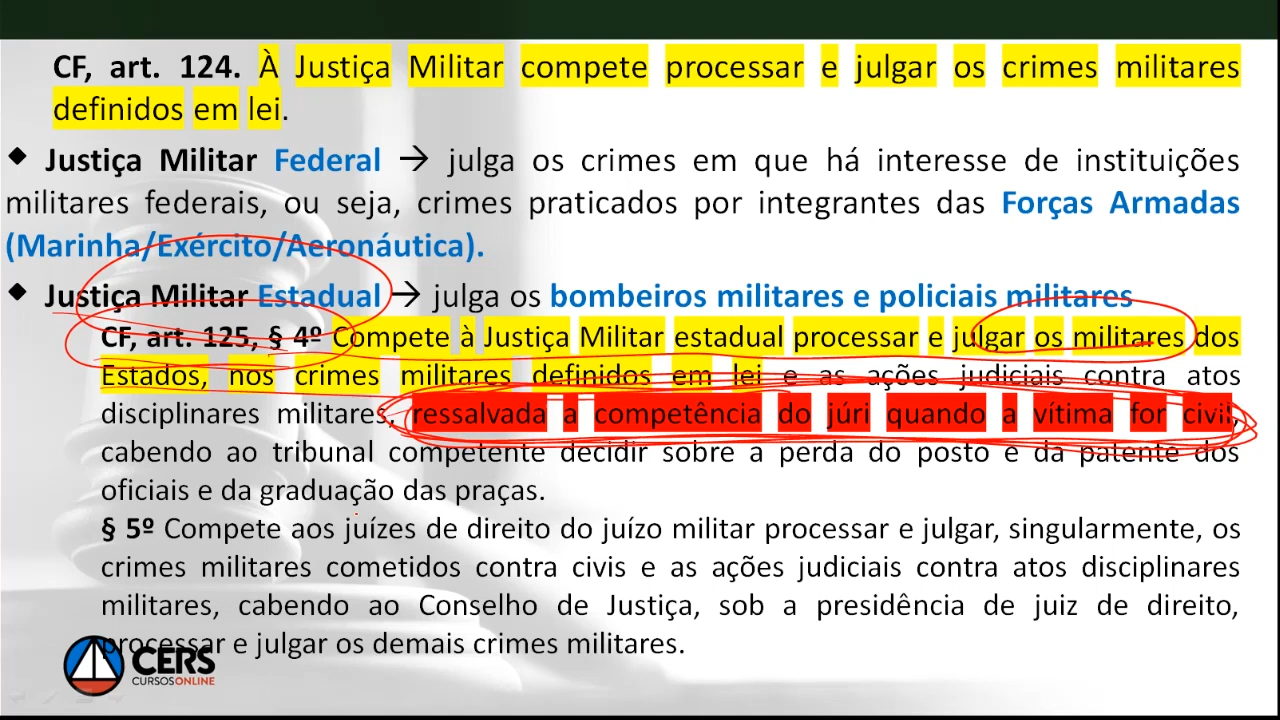 CF, art. 124. À Justiça Militar compete processar e julgar os crimes militares
definidos em lei.
◆ Justiça Militar Federal → julga os crimes em que há interesse de instituições
militares federais, ou seja, crimes praticados por integrantes das Forças Armadas
(Marinha/Exército/Aeronáutica).
◆ Justiça Militar Estadual → julga os bombeiros militares e policiais militares
CF, art. 125, § 4º Compete à Justiça Militar estadual processar e julgar os militares dos
Estados, nos crimes militares definidos em lei e as ações judiciais contra atos
disciplinares militares, ressalvada a competência do júri quando a vítima for civil,
cabendo ao tribunal competente decidir sobre a perda do posto e da patente dos
oficiais e da graduação das praças.
§ 5º Compete aos juízes de direito do juízo militar processar e julgar, singularmente, os
crimes militares cometidos contra civis e as ações judiciais contra atos disciplinares
militares, cabendo ao Conselho de Justiça, sob a presidência de juiz de direito,
processar e julgar os demais crimes militares.
CERS
CURSOS ONLINE